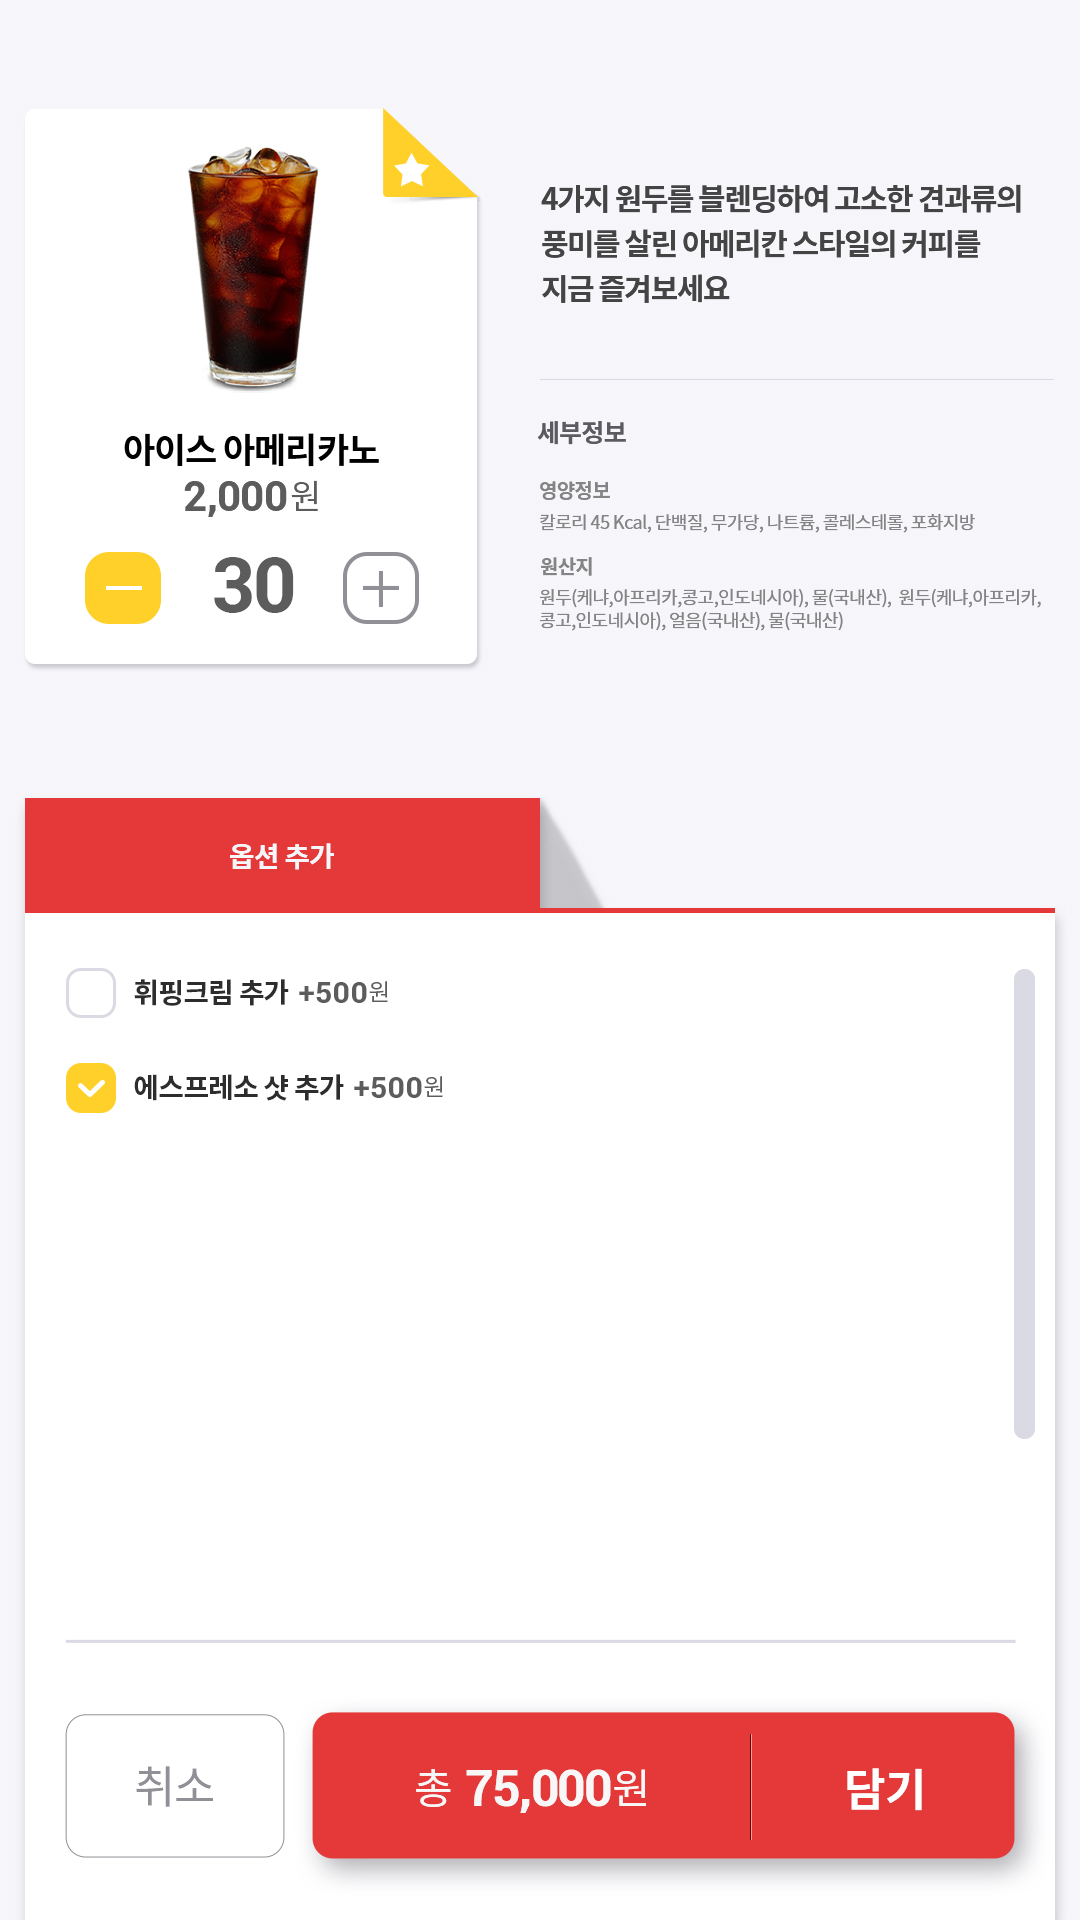 4가지 원두를 블렌딩하여 고소한 견과류의
풍미를 살린 아메리칸 스타일의 커피를
지금 즐겨보세요
아이스 아메리카노
2,000원
30
세부정보
영양정보
칼로리 45 Kcal, 단백질, 무가당, 나트륨, 콜레스테롤, 포화지방
원산지
원두(케냐,아프리카,콩고,인도네시아), 물(국내산), 원두(케냐,아프리카,
콩고,인도네시아), 얼음(국내산), 물(국내산)
옵션 추가
휘핑크림 추가 +500원
에스프레소 샷 추가 +500원
취소
총 75,000원
담기